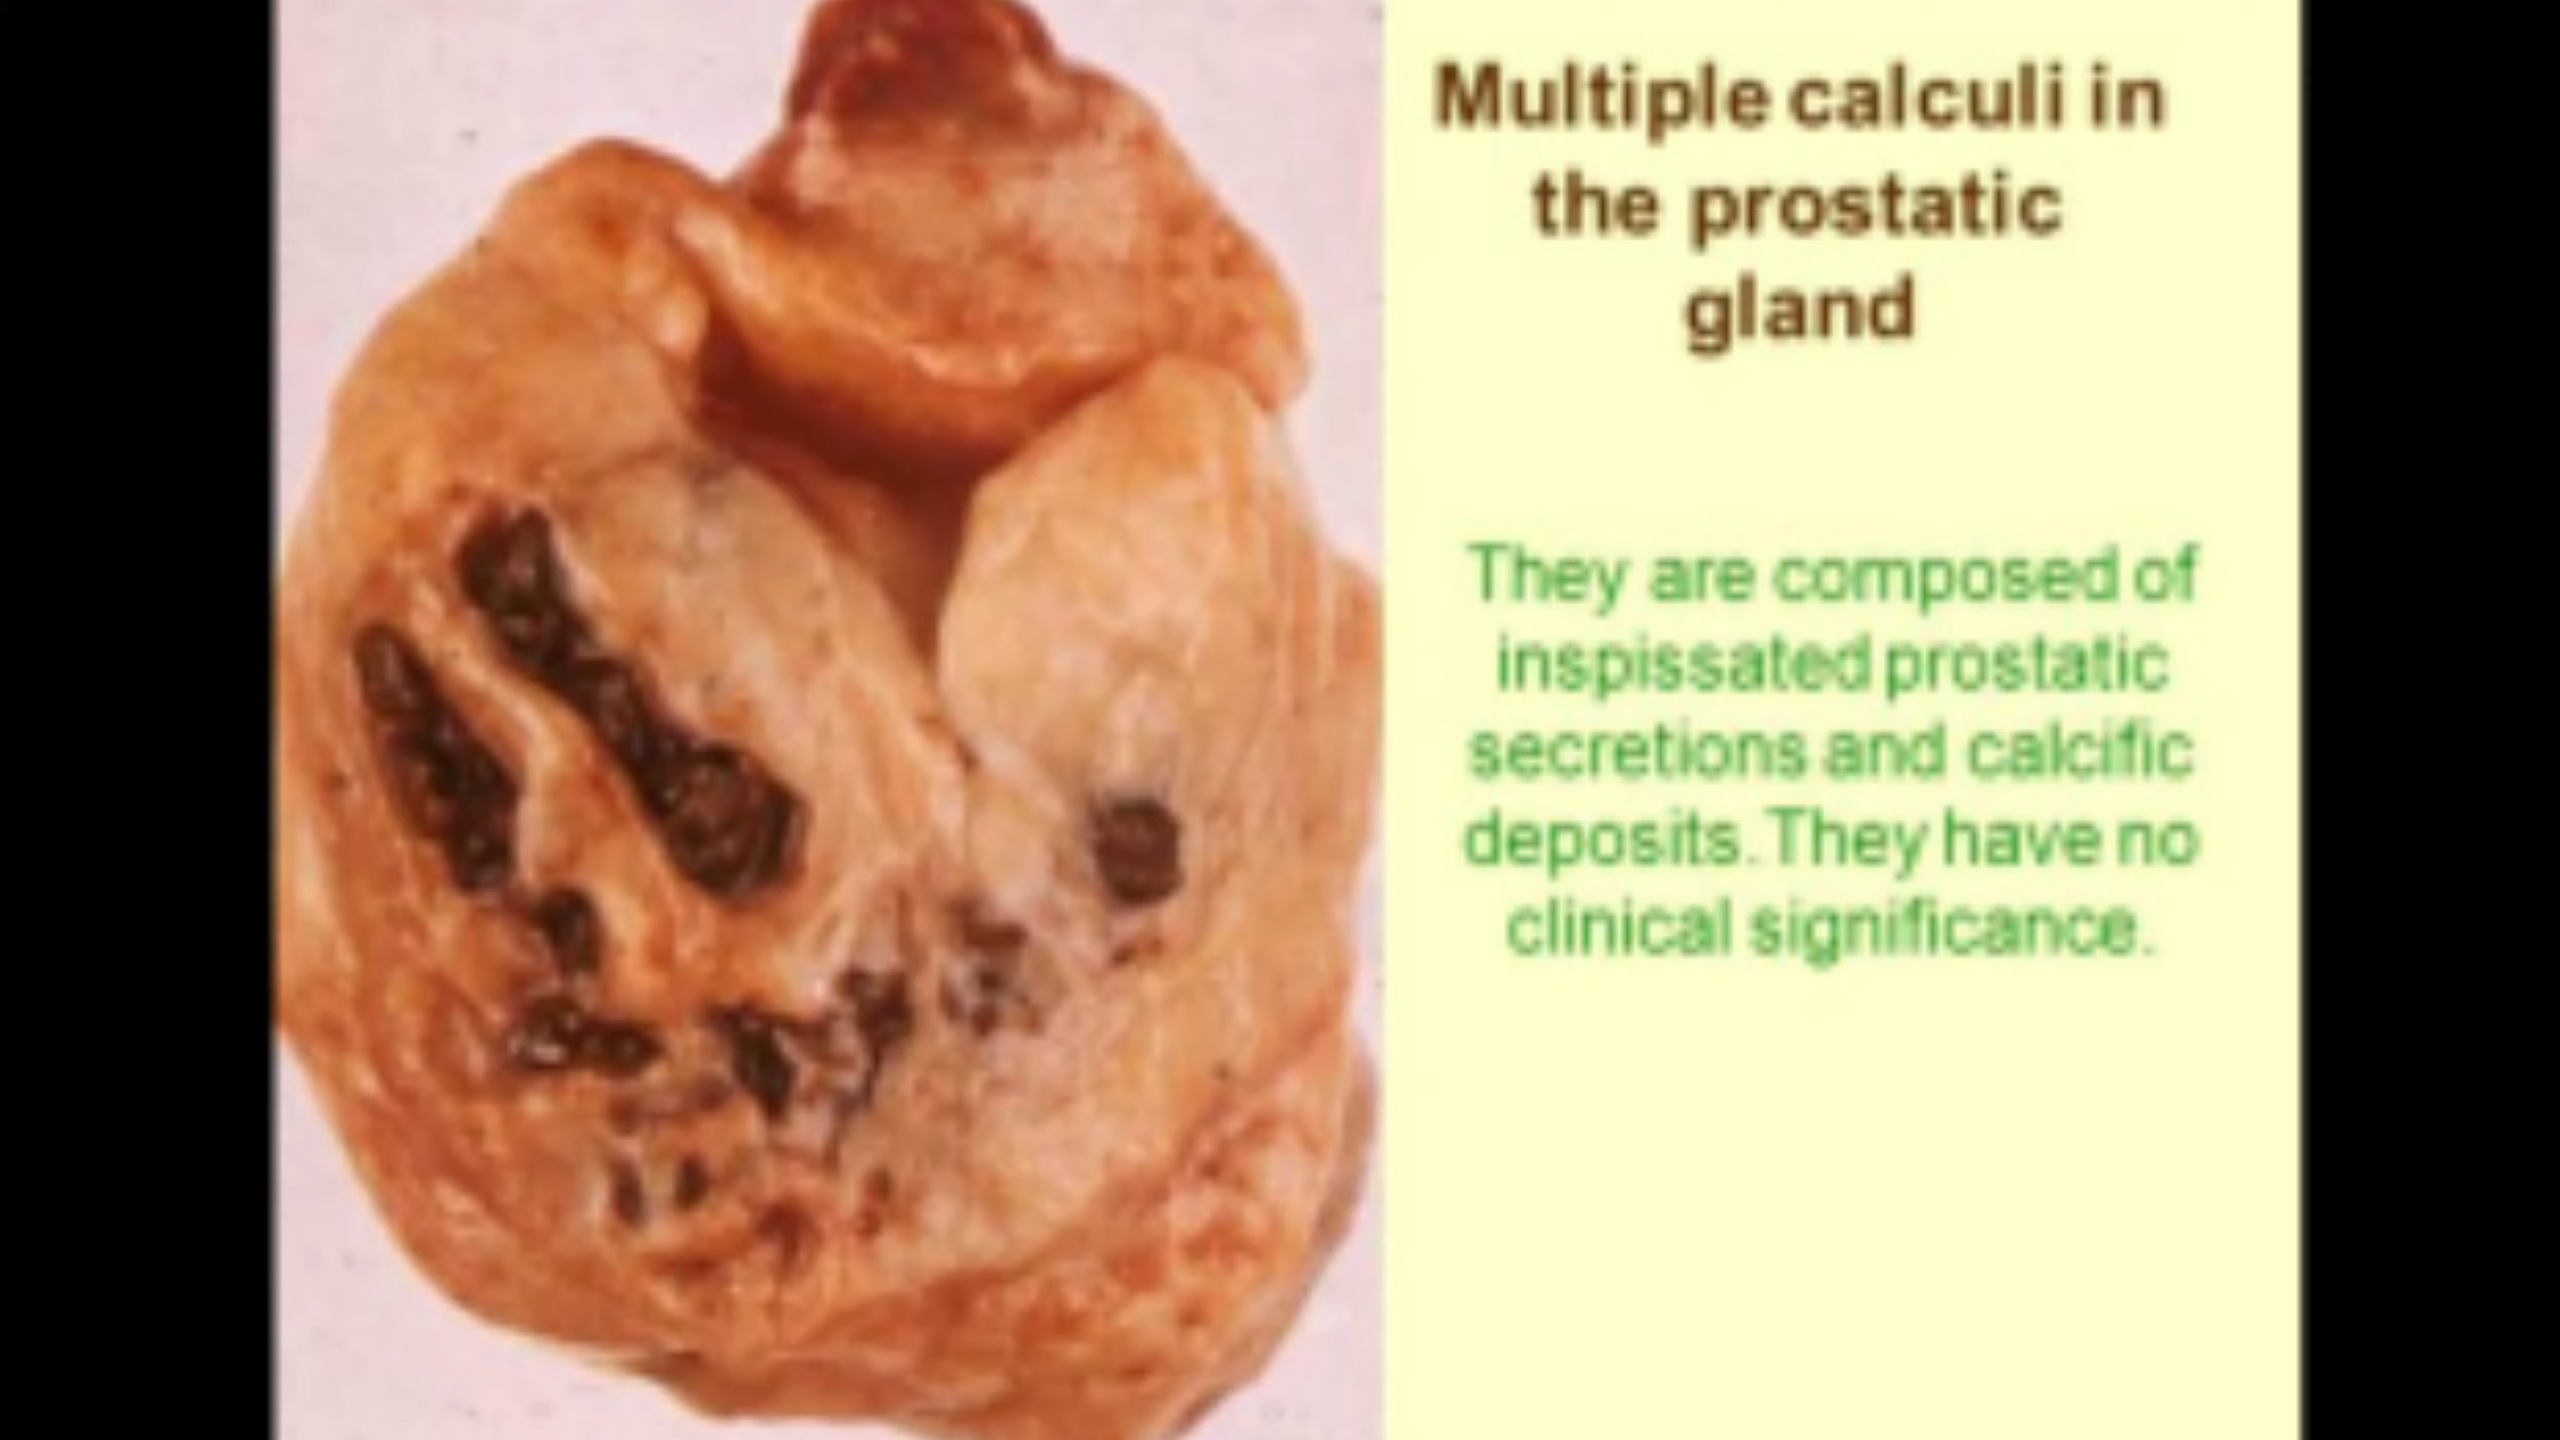 Multiple calculi in
the prostatic
gland
They are composed of
inspissated prostatic
secretions and calcific
deposits. They have no
clinical significance.